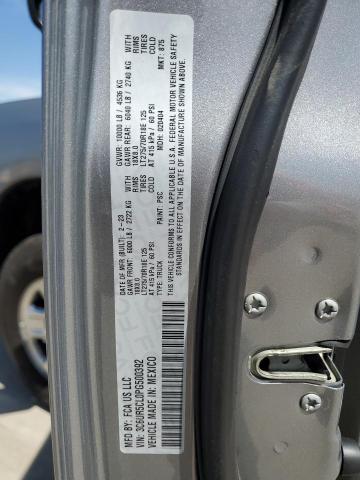 MFD BY: FCA US LLC
VIN: 3C6UR5CL0PG500392
VEHICLE MADE IN: MEXICO
DATE OF MFR (BUILT): 2-23
GVWR: 10000 LB / 4536 KG
GAWR FRONT: 6000 LB / 2722 KG
WITH
GAWR REAR: 6040 LB / 2740 KG
WITH
18X8.0
RIMS
18X8.0
RIMS
LT275/70R18E 125
TIRES
LT275/70R18E 125
TIRES
AT 415 kPa / 60 PSI
COLD
AT 415 kPa / 60 PSI
COLD
TYPE: TRUCK
PAINT: PSC
MDH: 020404
MKT: 875
THIS VEHICLE CONFORMS TO ALL APPLICABLE U.S.A. FEDERAL MOTOR VEHICLE SAFETY
STANDARDS IN EFFECT ON THE DATE OF MANUFACTURE SHOWN ABOVE